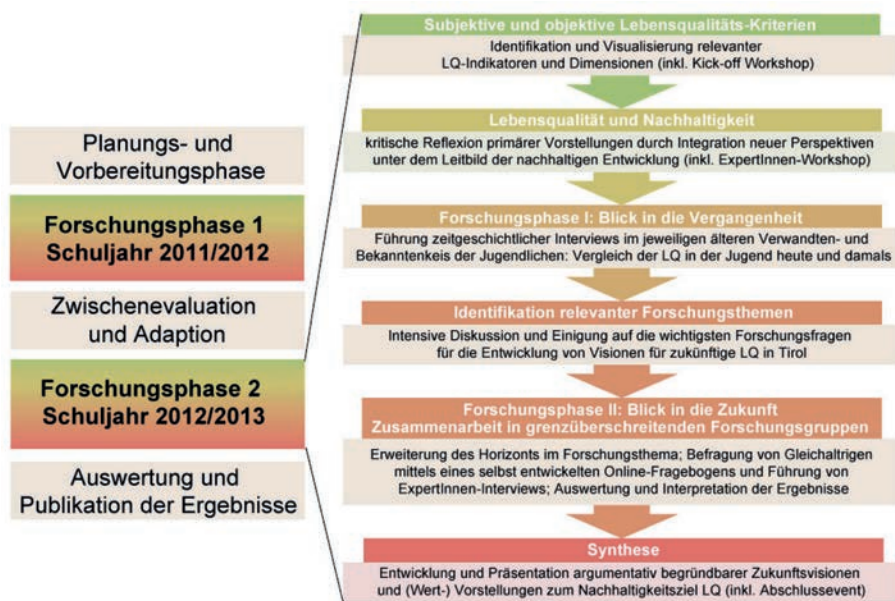 Planungs- und
Vorbereitungsphase
Forschungsphase 1
Schuljahr 2011/2012
Zwischenevaluation
und Adaption
Forschungsphase 2
Schuljahr 2012/2013
Auswertung und
Publikation der Ergebnisse
Subjektive und objektive Lebensqualitäts-Kriterien
Identifikation und Visualisierung relevanter
LQ-Indikatoren und Dimensionen (inkl. Kick-off Workshop)
Lebensqualität und Nachhaltigkeit
kritische Reflexion primärer Vorstellungen durch Integration neuer Perspektiven
unter dem Leitbild der nachhaltigen Entwicklung (inkl. ExpertInnen-Workshop)
Forschungsphase I: Blick in die Vergangenheit
Führung zeitgeschichtlicher Interviews im jeweiligen älteren Verwandten- und
Bekanntenkeis der Jugendlichen: Vergleich der LQ in der Jugend heute und damals
Identifikation relevanter Forschungsthemen
Intensive Diskussion und Einigung auf die wichtigsten Forschungsfragen
für die Entwicklung von Visionen für zukünftige LQ in Tirol
Forschungsphase II: Blick in die Zukunft
Zusammenarbeit in grenzüberschreitenden Forschungsgruppen
Erweiterung des Horizonts im Forschungsthema; Befragung von Gleichaltrigen
mittels eines selbst entwickelten Online-Fragebogens und Führung von
ExpertInnen-Interviews; Auswertung und Interpretation der Ergebnisse
Synthese
Entwicklung und Präsentation argumentativ begründbarer Zukunftsvisionen
und (Wert-) Vorstellungen zum Nachhaltigkeitsziel LQ (inkl. Abschlussevent)